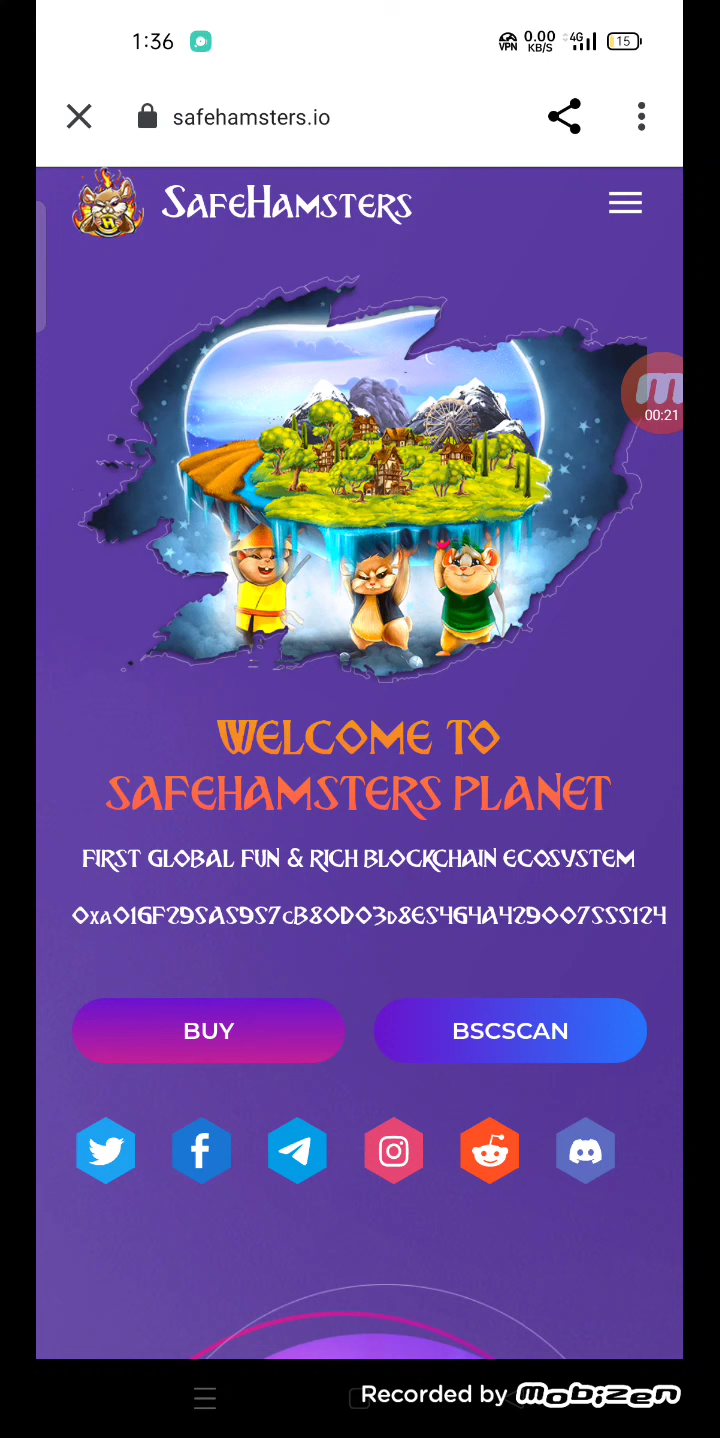 1:36
VPN 0.00 KB/S 4G 15
safehamsters.io
SafeHamsters
00:21
WELCOME TO
SAFEHAMSTERS PLANET
FIRST GLOBAL FUN & RICH BLOCKCHAIN ECOSYSTEM
BUY
BSCSCAN
Recorded by mobizen